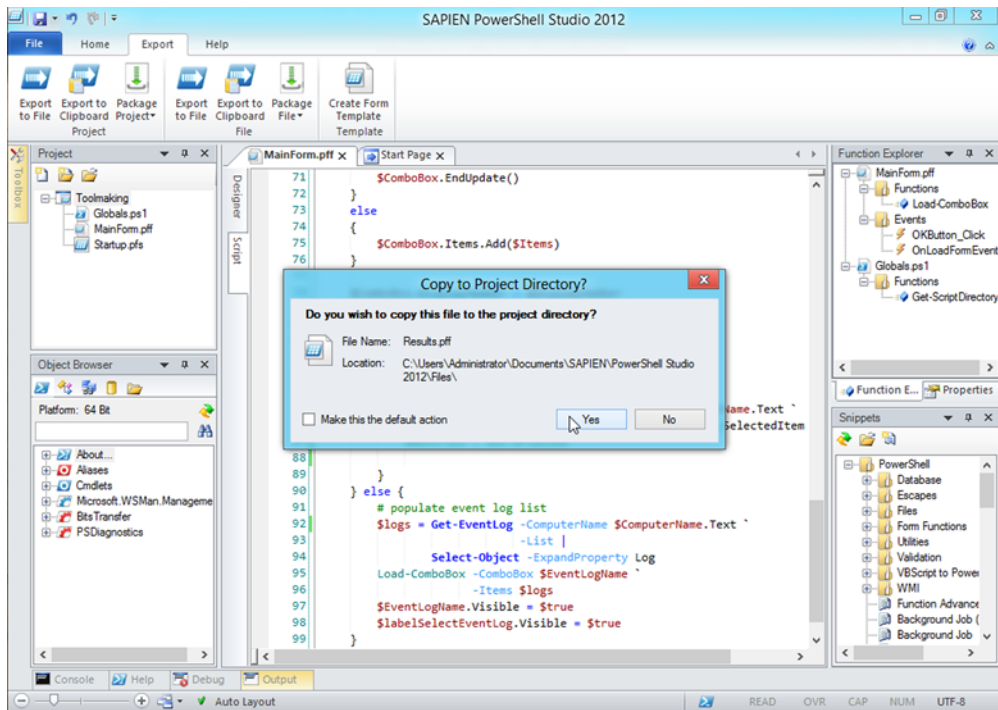 SAPIEN PowerShell Studio 2012
File Home Export Help
Export to File
Export to Clipboard
Package Project
Export to File
Export to Clipboard
Package File
Create Form Template
Project
File
Template
Toolbox
Project
Toolmaking
Globals.ps1
MainForm.pff
Startup.pfs
Object Browser
Platform: 64 Bit
About...
Aliases
Cmdlets
Microsoft.WSMan.Manageme
BitsTransfer
PSDiagnostics
MainForm.pff x
Start Page x
Designer
Script
71 $ComboBox.EndUpdate()
72 }
73 else
74 {
75 $ComboBox.Items.Add($Items)
76 }
Copy to Project Directory?
Do you wish to copy this file to the project directory?
File Name: Results.pff
Location: C:\Users\Administrator\Documents\SAPIEN\PowerShell Studio
2012\Files\
Make this the default action
Yes
No
ame.Text `
SelectedItem
88
89 }
90 } else {
91 # populate event log list
92 $logs = Get-EventLog -ComputerName $ComputerName.Text `
93 -List |
94 Select-Object -ExpandProperty Log
95 Load-ComboBox -ComboBox $EventLogName `
96 -Items $logs
97 $EventLogName.Visible = $true
98 $labelSelectEventLog.Visible = $true
99 }
Function Explorer
MainForm.pff
Functions
Load-ComboBox
Events
OKButton_Click
OnLoadFormEvent
Globals.ps1
Functions
Get-ScriptDirectory
Function E...
Properties
Snippets
PowerShell
Database
Escapes
Files
Form Functions
Utilities
Validation
VBScript to Power
WMI
Function Advance
Background Job (
Background Job
Console
Help
Debug
Output
Auto Layout
READ OVR CAP NUM UTF-8